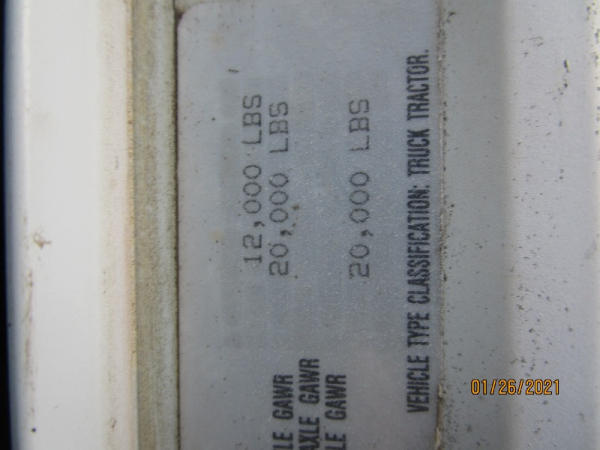 12,000 LBS
20,000 LBS
20,000 LBS
LE GAWR
AXLE GAWR
LE GAWR
VEHICLE TYPE CLASSIFICATION: TRUCK TRACTOR.
01/26/2021